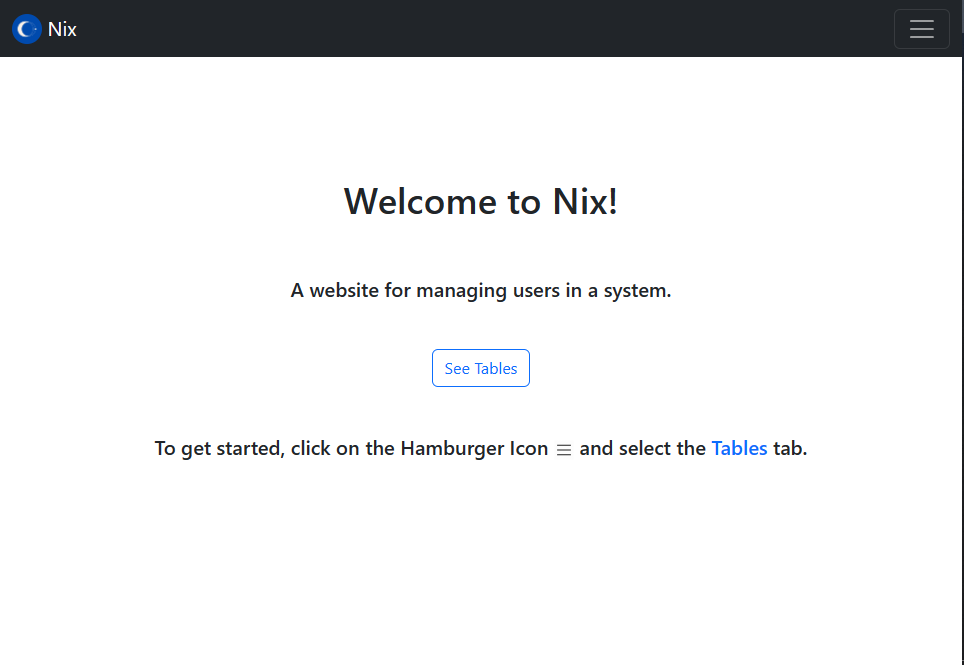 Nix
Welcome to Nix!
A website for managing users in a system.
See Tables
To get started, click on the Hamburger Icon ≡ and select the Tables tab.